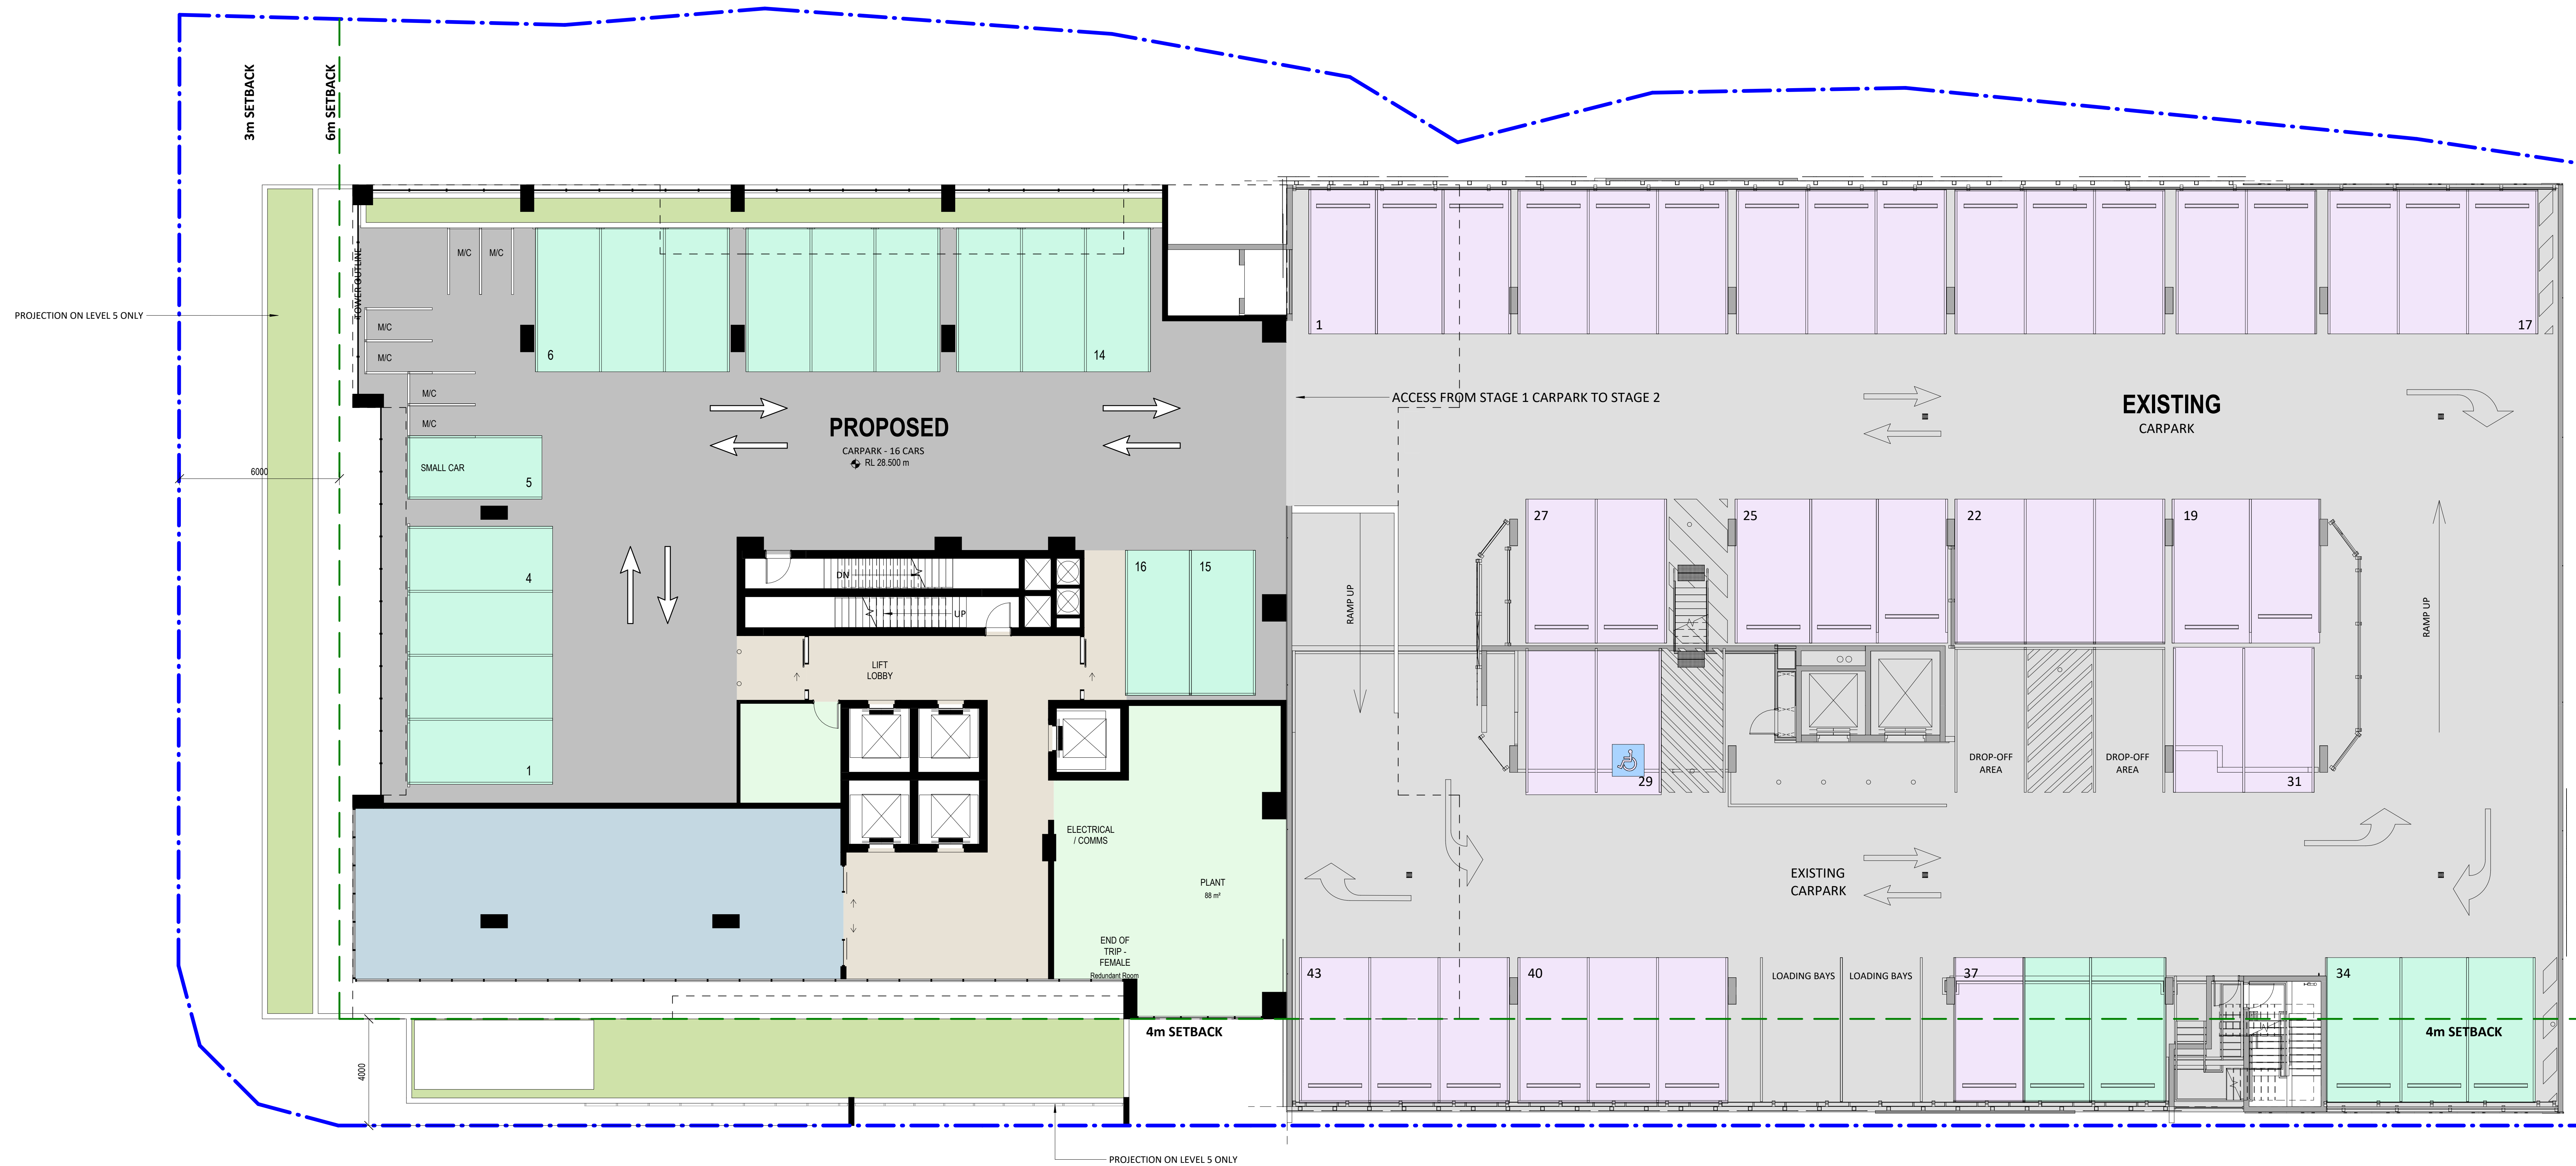 3m SETBACK
6m SETBACK
PROJECTION ON LEVEL 5 ONLY
TOWER OUTLINE
M/C
M/C
M/C
M/C
M/C
M/C
6
14
1
17
PROPOSED
CARPARK - 16 CARS
RL 28.500 m
ACCESS FROM STAGE 1 CARPARK TO STAGE 2
EXISTING
CARPARK
6000
SMALL CAR
5
4
1
DN
UP
16
15
LIFT
LOBBY
RAMP UP
27
25
22
19
RAMP UP
29
DROP-OFF
AREA
DROP-OFF
AREA
31
ELECTRICAL
/ COMMS
PLANT
88 m²
EXISTING
CARPARK
END OF
TRIP -
FEMALE
Redundant Room
43
40
LOADING BAYS
LOADING BAYS
37
34
4m SETBACK
4m SETBACK
4000
PROJECTION ON LEVEL 5 ONLY